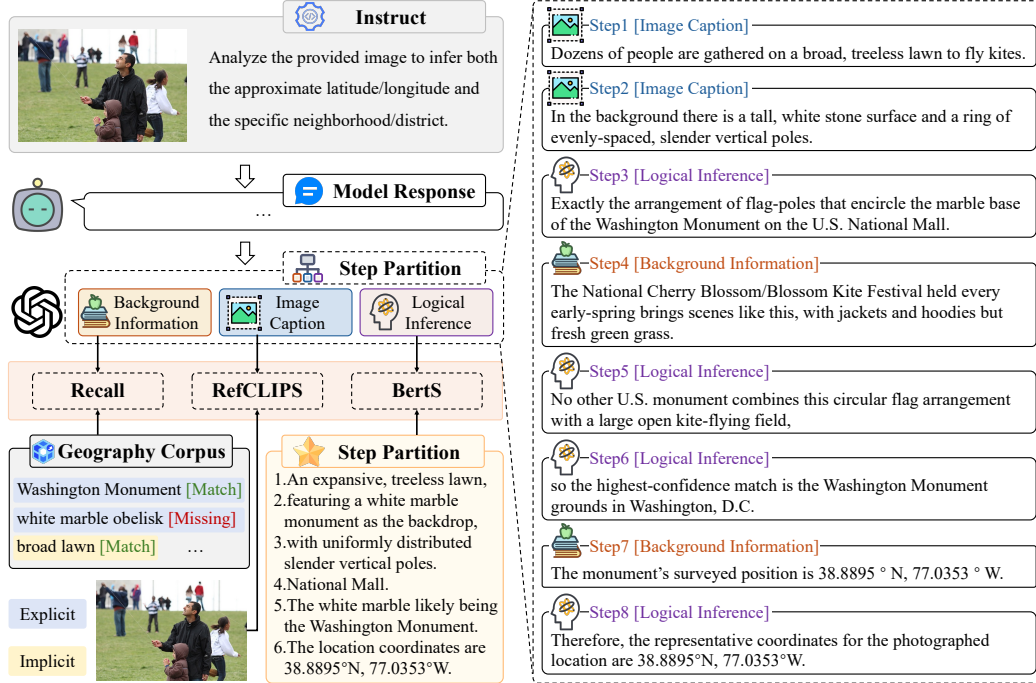 Instruct
Analyze the provided image to infer both
the approximate latitude/longitude and
the specific neighborhood/district.
Model Response
...
Step Partition
Background
Information
Image
Caption
Logical
Inference
Recall
RefCLIPS
BertS
Geography Corpus
Washington Monument [Match]
white marble obelisk [Missing]
broad lawn [Match] ...
Explicit
Implicit
Step Partition
1.An expansive, treeless lawn,
2.featuring a white marble
monument as the backdrop,
3.with uniformly distributed
slender vertical poles.
4.National Mall.
5.The white marble likely being
the Washington Monument.
6.The location coordinates are
38.8895°N, 77.0353°W.
Step1 [Image Caption]
Dozens of people are gathered on a broad, treeless lawn to fly kites.
Step2 [Image Caption]
In the background there is a tall, white stone surface and a ring of
evenly-spaced, slender vertical poles.
Step3 [Logical Inference]
Exactly the arrangement of flag-poles that encircle the marble base
of the Washington Monument on the U.S. National Mall.
Step4 [Background Information]
The National Cherry Blossom/Blossom Kite Festival held every
early-spring brings scenes like this, with jackets and hoodies but
fresh green grass.
Step5 [Logical Inference]
No other U.S. monument combines this circular flag arrangement
with a large open kite-flying field,
Step6 [Logical Inference]
so the highest-confidence match is the Washington Monument
grounds in Washington, D.C.
Step7 [Background Information]
The monument's surveyed position is 38.8895 ° N, 77.0353 ° W.
Step8 [Logical Inference]
Therefore, the representative coordinates for the photographed
location are 38.8895°N, 77.0353°W.